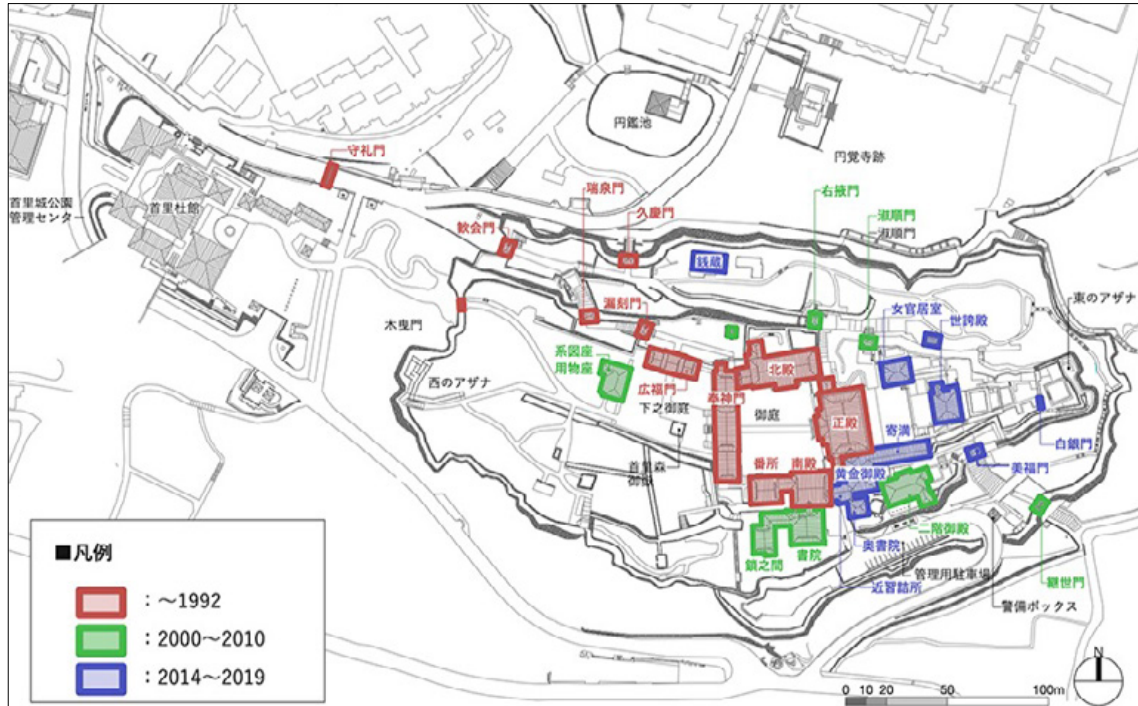 円鑑池
円覚寺跡
守礼門
首里城公園
管理センター
首里杜館
瑞泉門
久慶門
右掖門
淑順門
淑順門
歓会門
銭蔵
東のアザナ
漏刻門
女官居室
世誇殿
木曳門
系図座
用物座
西のアザナ
広福門
奉神門
北殿
下之御庭
御庭
正殿
寄満
白銀門
首里森
御嶽
番所
南殿
黄金御殿
美福門
二階御殿
鎖之間
書院
奥書院
近習詰所
管理用駐車場
継世門
警備ボックス
■凡例
：～1992
：2000～2010
：2014～2019
N
0 10 20 50 100m